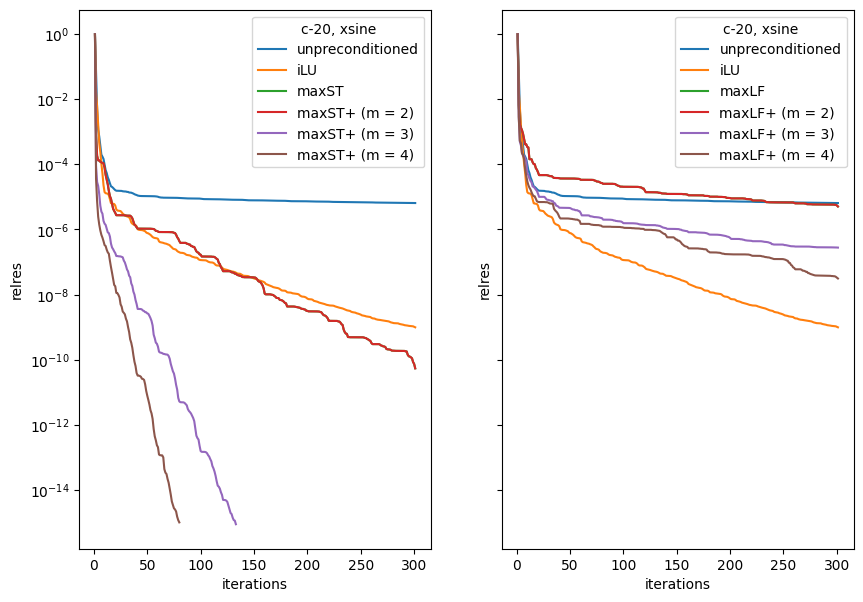 c-20, xsine
unpreconditioned
iLU
maxST
maxST+ (m = 2)
maxST+ (m = 3)
maxST+ (m = 4)
relres
10^0
10^-2
10^-4
10^-6
10^-8
10^-10
10^-12
10^-14
0 50 100 150 200 250 300
iterations
c-20, xsine
unpreconditioned
iLU
maxLF
maxLF+ (m = 2)
maxLF+ (m = 3)
maxLF+ (m = 4)
relres
0 50 100 150 200 250 300
iterations